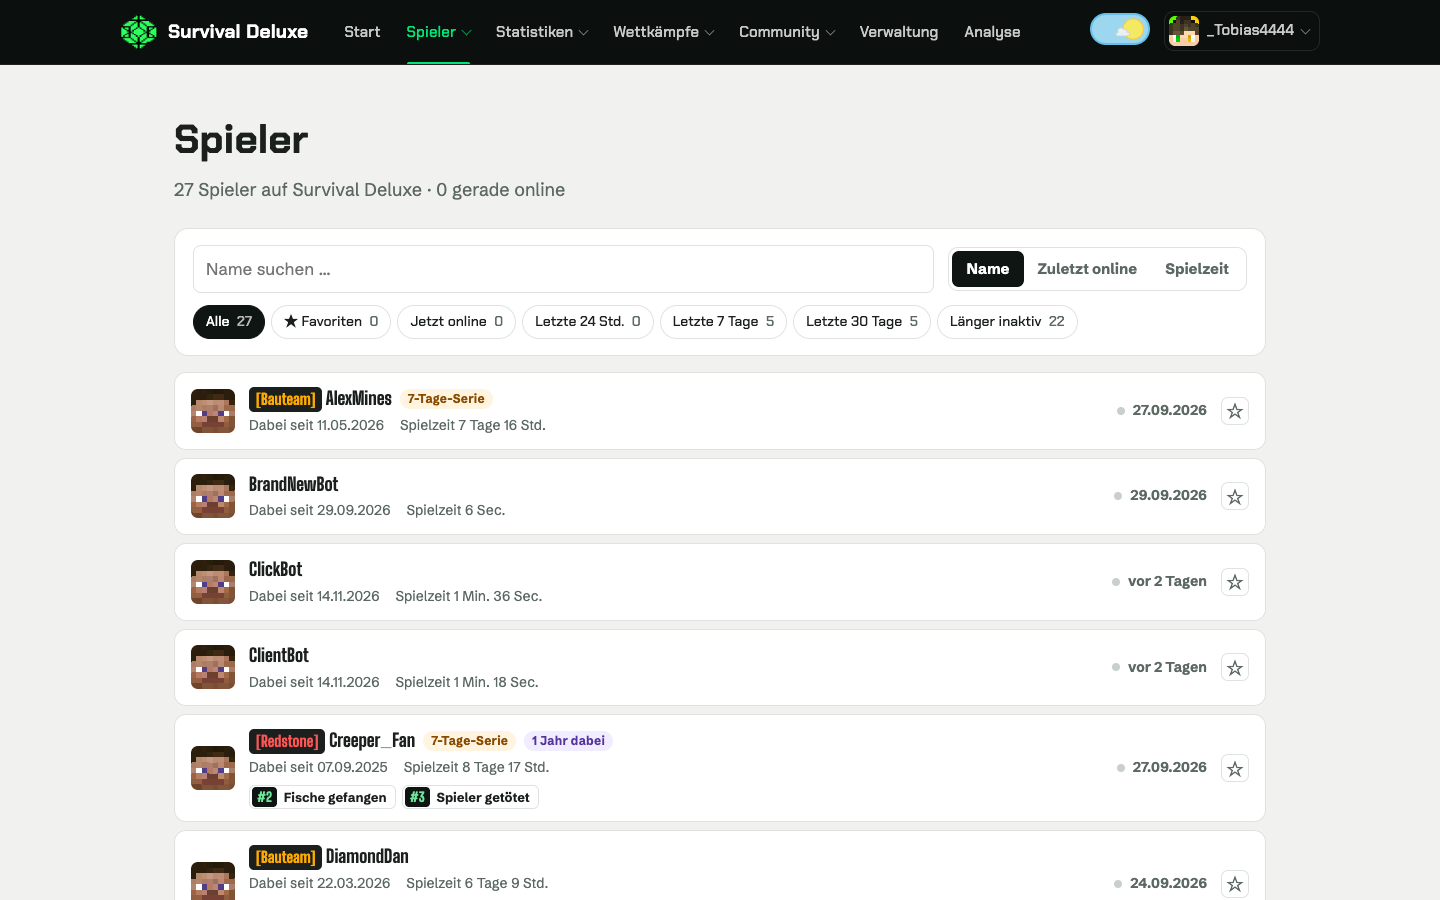 Survival Deluxe Start Spieler Statistiken Wettkämpfe Community Verwaltung Analyse _Tobias4444
Spieler
27 Spieler auf Survival Deluxe · 0 gerade online
Name suchen ... Name Zuletzt online Spielzeit
Alle 27 ★ Favoriten 0 Jetzt online 0 Letzte 24 Std. 0 Letzte 7 Tage 5 Letzte 30 Tage 5 Länger inaktiv 22
[Bauteam] AlexMines 7-Tage-Serie
Dabei seit 11.05.2026 Spielzeit 7 Tage 16 Std.
27.09.2026
BrandNewBot
Dabei seit 29.09.2026 Spielzeit 6 Sec.
29.09.2026
ClickBot
Dabei seit 14.11.2026 Spielzeit 1 Min. 36 Sec.
vor 2 Tagen
ClientBot
Dabei seit 14.11.2026 Spielzeit 1 Min. 18 Sec.
vor 2 Tagen
[Redstone] Creeper_Fan 7-Tage-Serie 1 Jahr dabei
Dabei seit 07.09.2025 Spielzeit 8 Tage 17 Std.
27.09.2026
#2 Fische gefangen #3 Spieler getötet
[Bauteam] DiamondDan
Dabei seit 22.03.2026 Spielzeit 6 Tage 9 Std.
24.09.2026